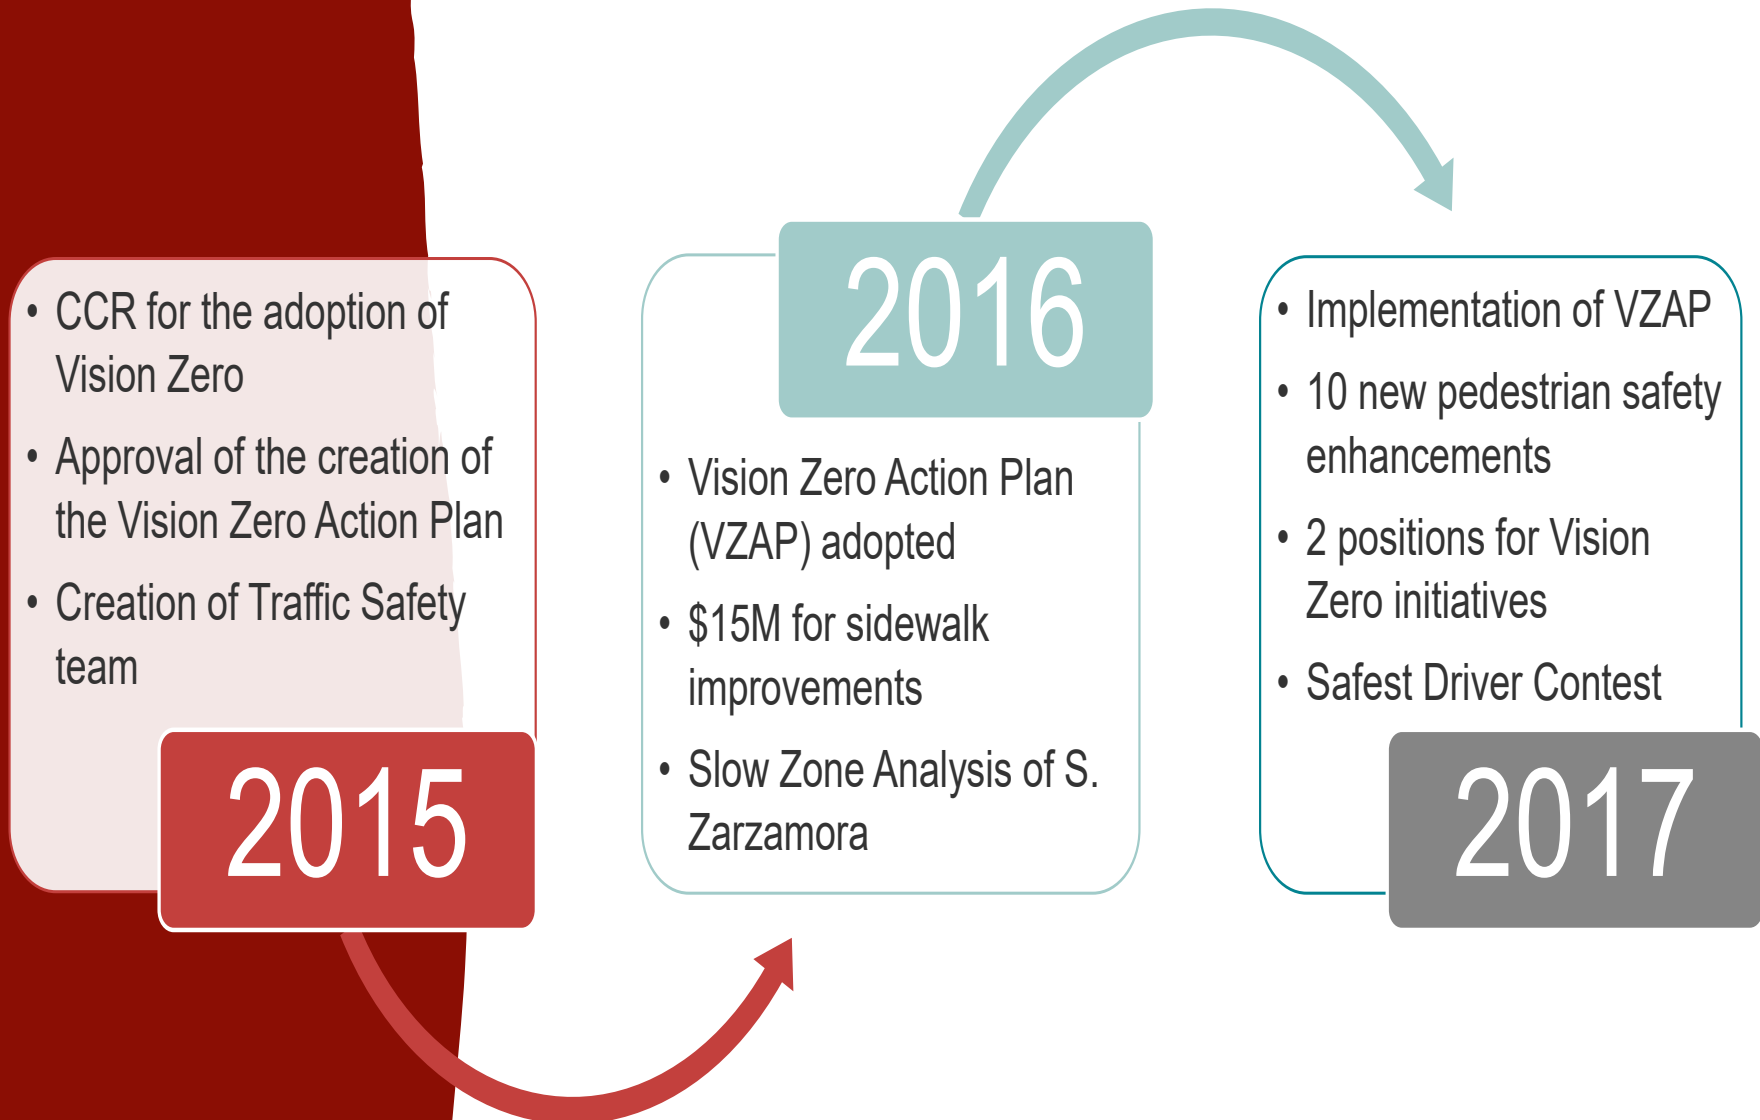 • CCR for the adoption of
Vision Zero
• Approval of the creation of
the Vision Zero Action Plan
• Creation of Traffic Safety
team
2015
2016
• Vision Zero Action Plan
(VZAP) adopted
• $15M for sidewalk
improvements
• Slow Zone Analysis of S.
Zarzamora
• Implementation of VZAP
• 10 new pedestrian safety
enhancements
• 2 positions for Vision
Zero initiatives
• Safest Driver Contest
2017